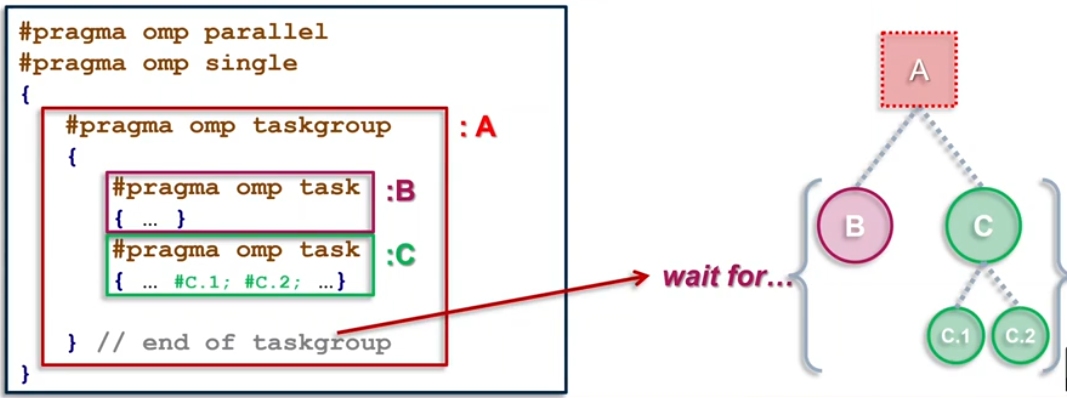 #pragma omp parallel
#pragma omp single
{
#pragma omp taskgroup
: A
{
#pragma omp task
:B
{ … }
#pragma omp task
:C
{ … #C.1; #C.2; …}
} // end of taskgroup
}
A
B
C
wait for…
C.1
C.2